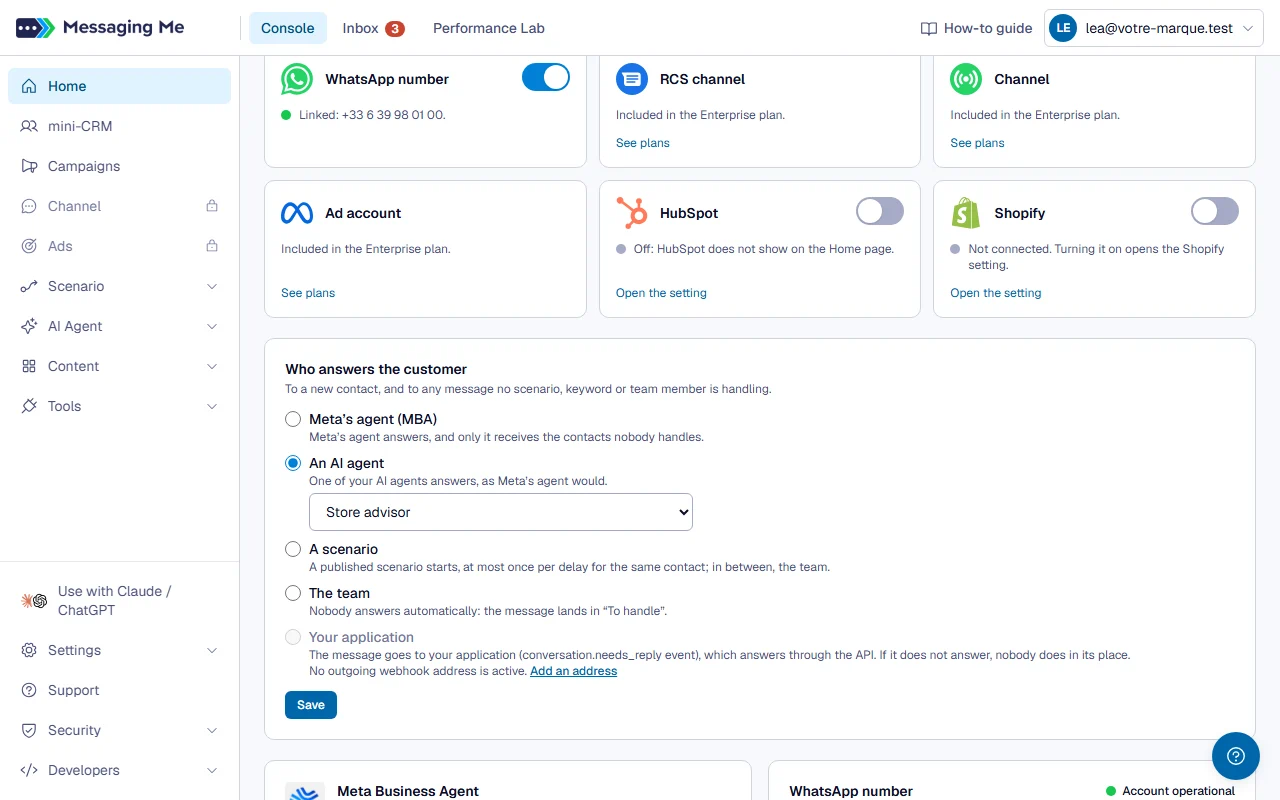 Messaging Me
Console
Inbox 3
Performance Lab
How-to guide
LE
lea@votre-marque.test
Home
mini-CRM
Campaigns
Channel
Ads
Scenario
AI Agent
Content
Tools
Use with Claude /
ChatGPT
Settings
Support
Security
Developers
WhatsApp number
Linked: +33 6 39 98 01 00.
RCS channel
Included in the Enterprise plan.
See plans
Channel
Included in the Enterprise plan.
See plans
Ad account
Included in the Enterprise plan.
See plans
HubSpot
Off: HubSpot does not show on the Home page.
Open the setting
Shopify
Not connected. Turning it on opens the Shopify
setting.
Open the setting
Who answers the customer
To a new contact, and to any message no scenario, keyword or team member is handling.
Meta's agent (MBA)
Meta's agent answers, and only it receives the contacts nobody handles.
An AI agent
One of your AI agents answers, as Meta's agent would.
Store advisor
A scenario
A published scenario starts, at most once per delay for the same contact; in between, the team.
The team
Nobody answers automatically: the message lands in “To handle”.
Your application
The message goes to your application (conversation.needs_reply event), which answers through the API. If it does not answer, nobody does in its place.
No outgoing webhook address is active. Add an address
Save
Meta Business Agent
WhatsApp number
Account operational